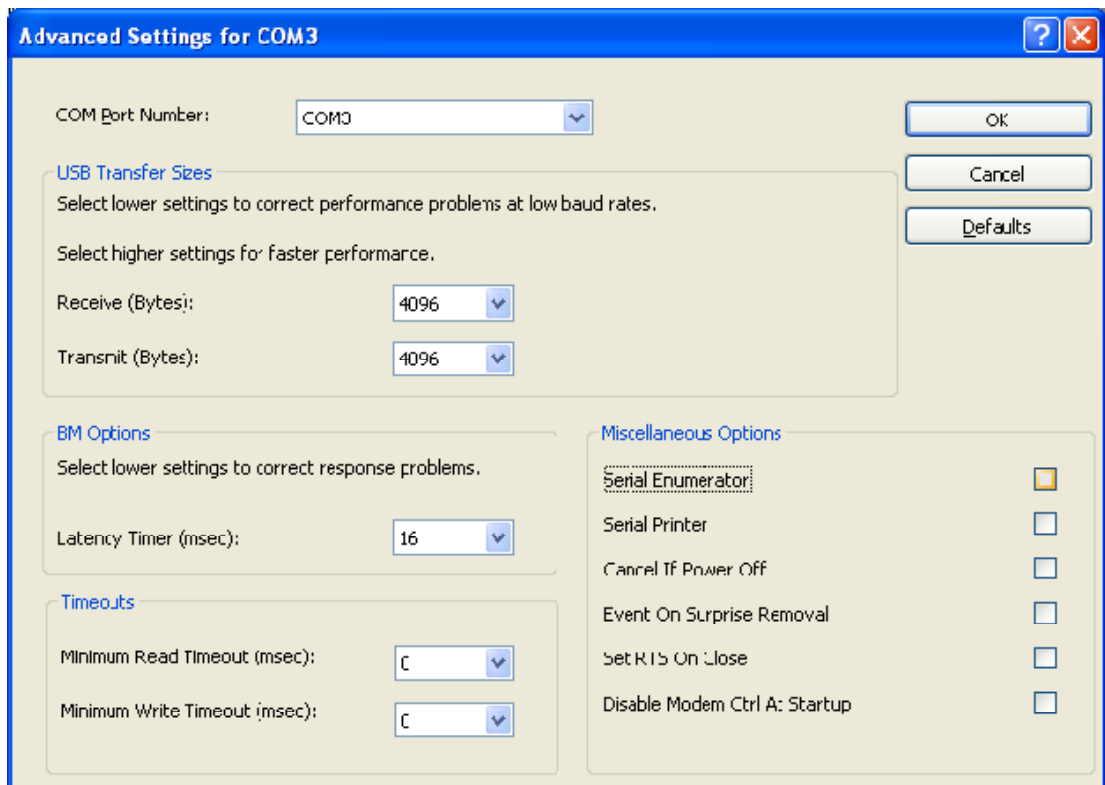 Advanced Settings for COM3
COM Port Number:
COM3
OK
USB Transfer Sizes
Cancel
Select lower settings to correct performance problems at low baud rates.
Defaults
Select higher settings for faster performance.
Receive (Bytes):
4096
Transmit (Bytes):
4096
BM Options
Select lower settings to correct response problems.
Latency Timer (msec):
16
Timeouts
Minimum Read Timeout (msec):
0
Minimum Write Timeout (msec):
0
Miscellaneous Options
Serial Enumerator
Serial Printer
Cancel If Power Off
Event On Surprise Removal
Set RTS On Close
Disable Modem Ctrl At Startup